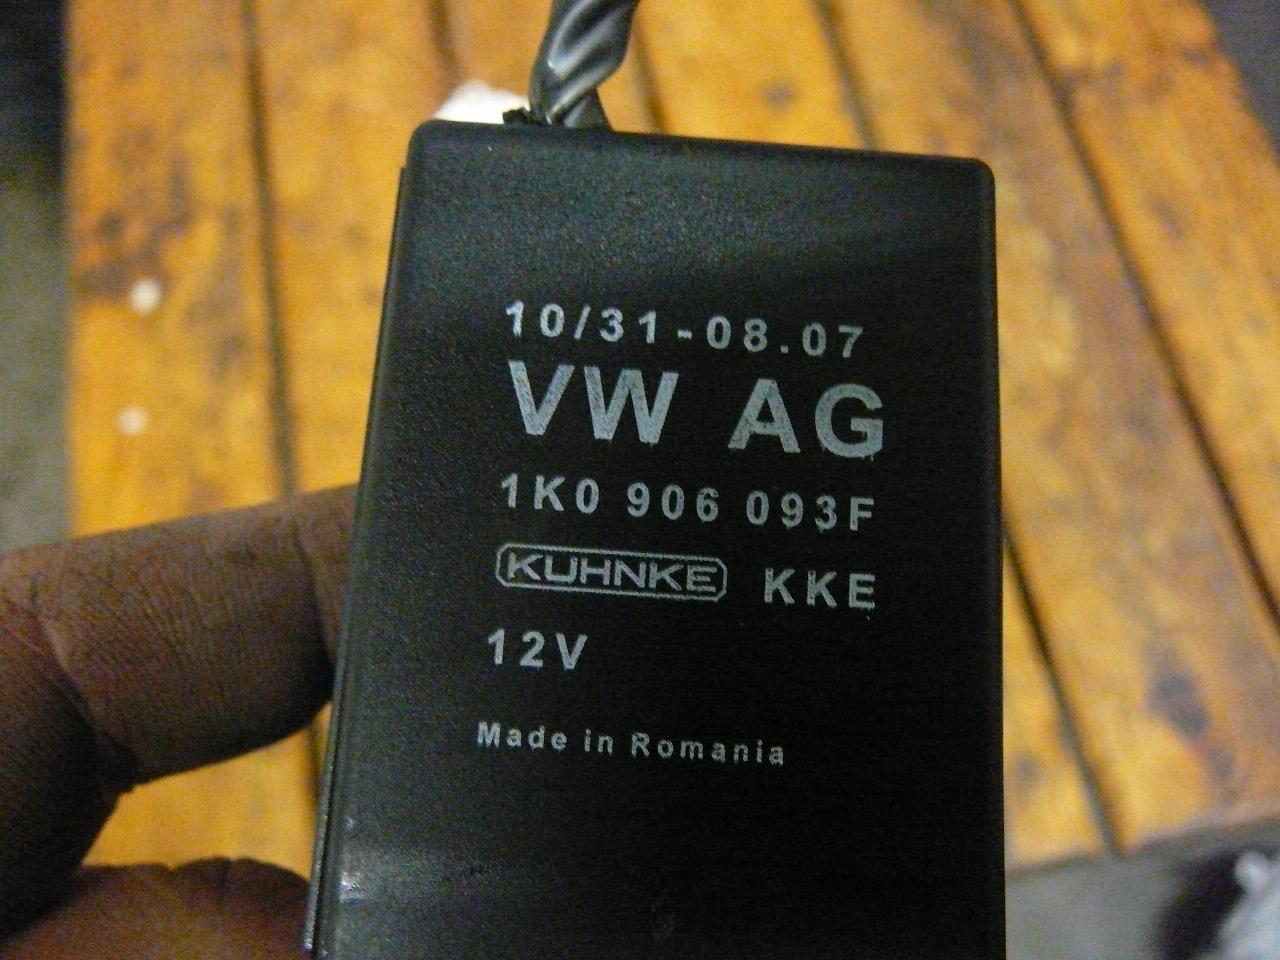 10/31-08.07
VW AG
1K0 906 093F
KUHNKE KKE
12V
Made in Romania